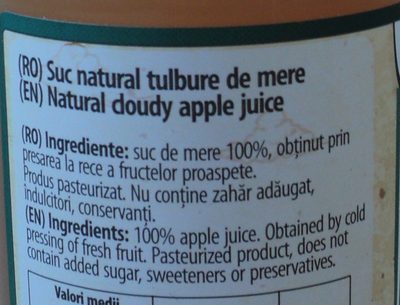 (RO) Suc natural tulbure de mere
(EN) Natural cloudy apple juice
(RO) Ingrediente: suc de mere 100%, obținut prin
presarea la rece a fructelor proaspete.
Produs pasteurizat. Nu conține zahăr adăugat,
indulcitori, conservanți.
(EN) Ingredients: 100% apple juice. Obtained by cold
pressing of fresh fruit. Pasteurized product, does not
contain added sugar, sweeteners or preservatives.
Valori medii